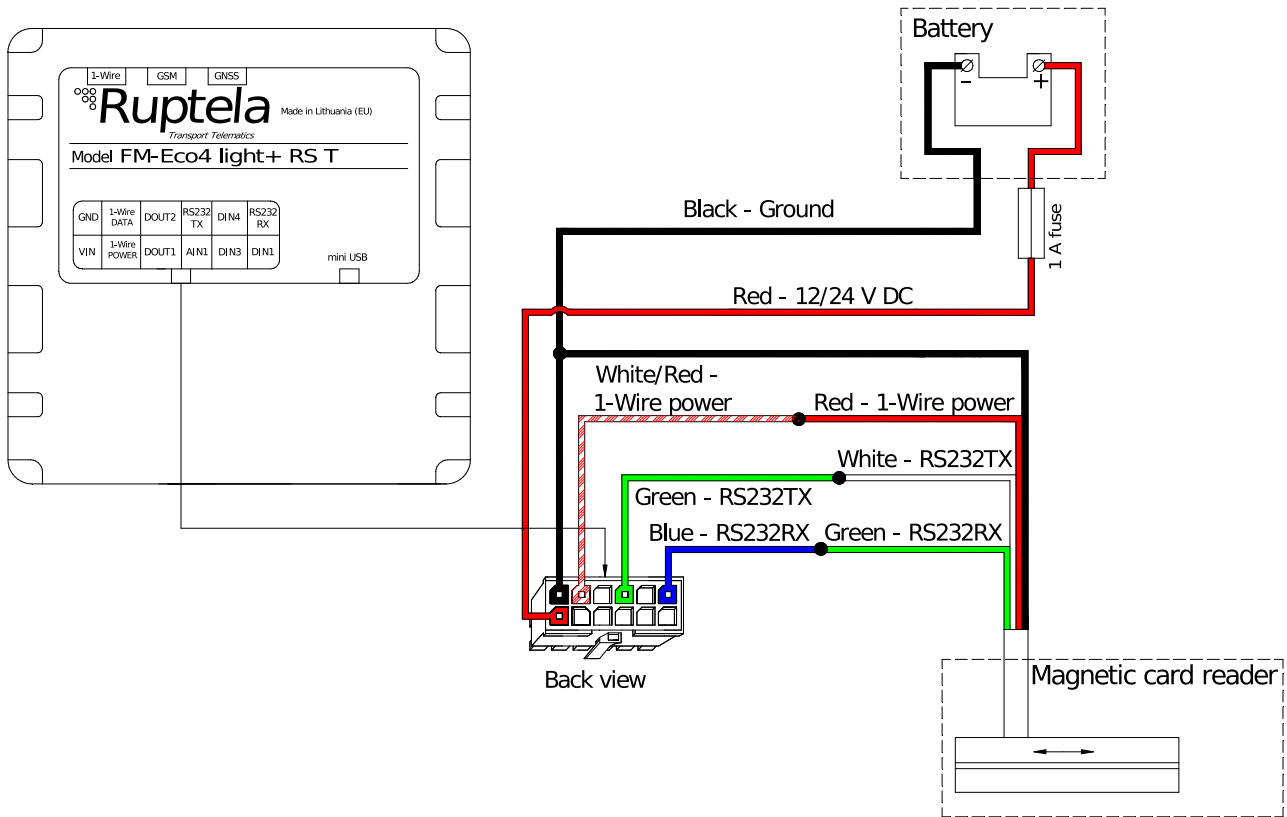 Battery
- +
1-Wire GSM GNSS
Ruptela Made in Lithuania (EU)
Transport Telematics
Model FM-Eco4 light+ RS T
GND 1-Wire DATA DOUT2 RS232 TX DIN4 RS232 RX
VIN 1-Wire POWER DOUT1 AIN1 DIN3 DIN1
mini USB
Black - Ground
1 A fuse
Red - 12/24 V DC
White/Red -
1-Wire power
Red - 1-Wire power
White - RS232TX
Green - RS232TX
Blue - RS232RX
Green - RS232RX
Back view
Magnetic card reader